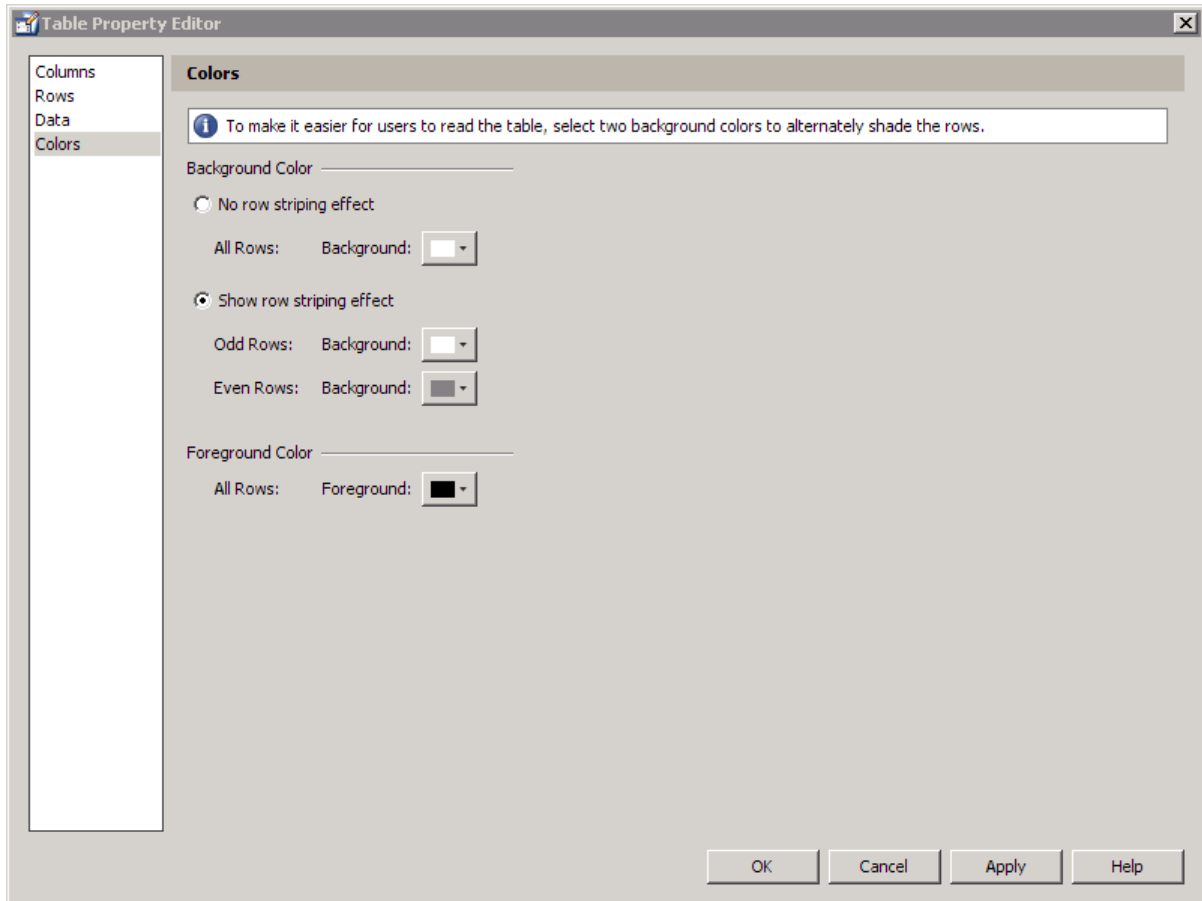 Table Property Editor
Columns
Rows
Data
Colors
Colors
To make it easier for users to read the table, select two background colors to alternately shade the rows.
Background Color
No row striping effect
All Rows: Background:
Show row striping effect
Odd Rows: Background:
Even Rows: Background:
Foreground Color
All Rows: Foreground:
OK Cancel Apply Help